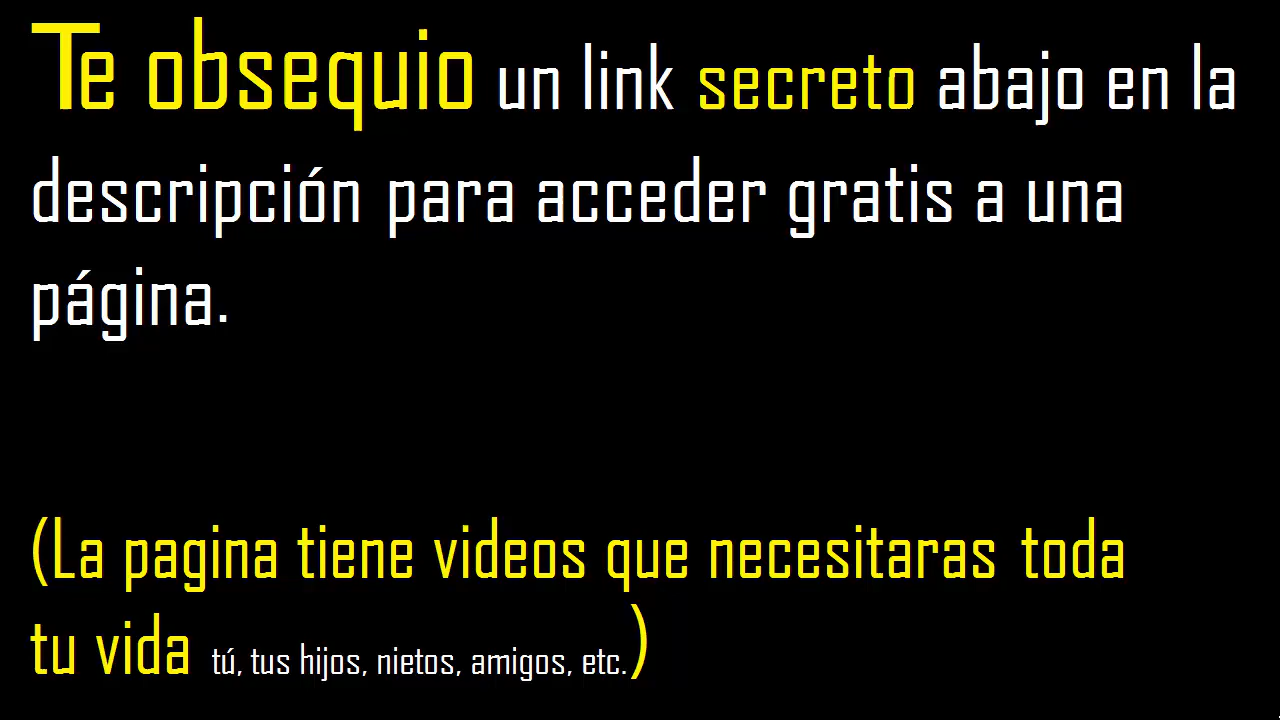 Te obsequio un link secreto abajo en la
descripción para acceder gratis a una
página.
(La pagina tiene videos que necesitaras toda
tu vida tú, tus hijos, nietos, amigos, etc.)